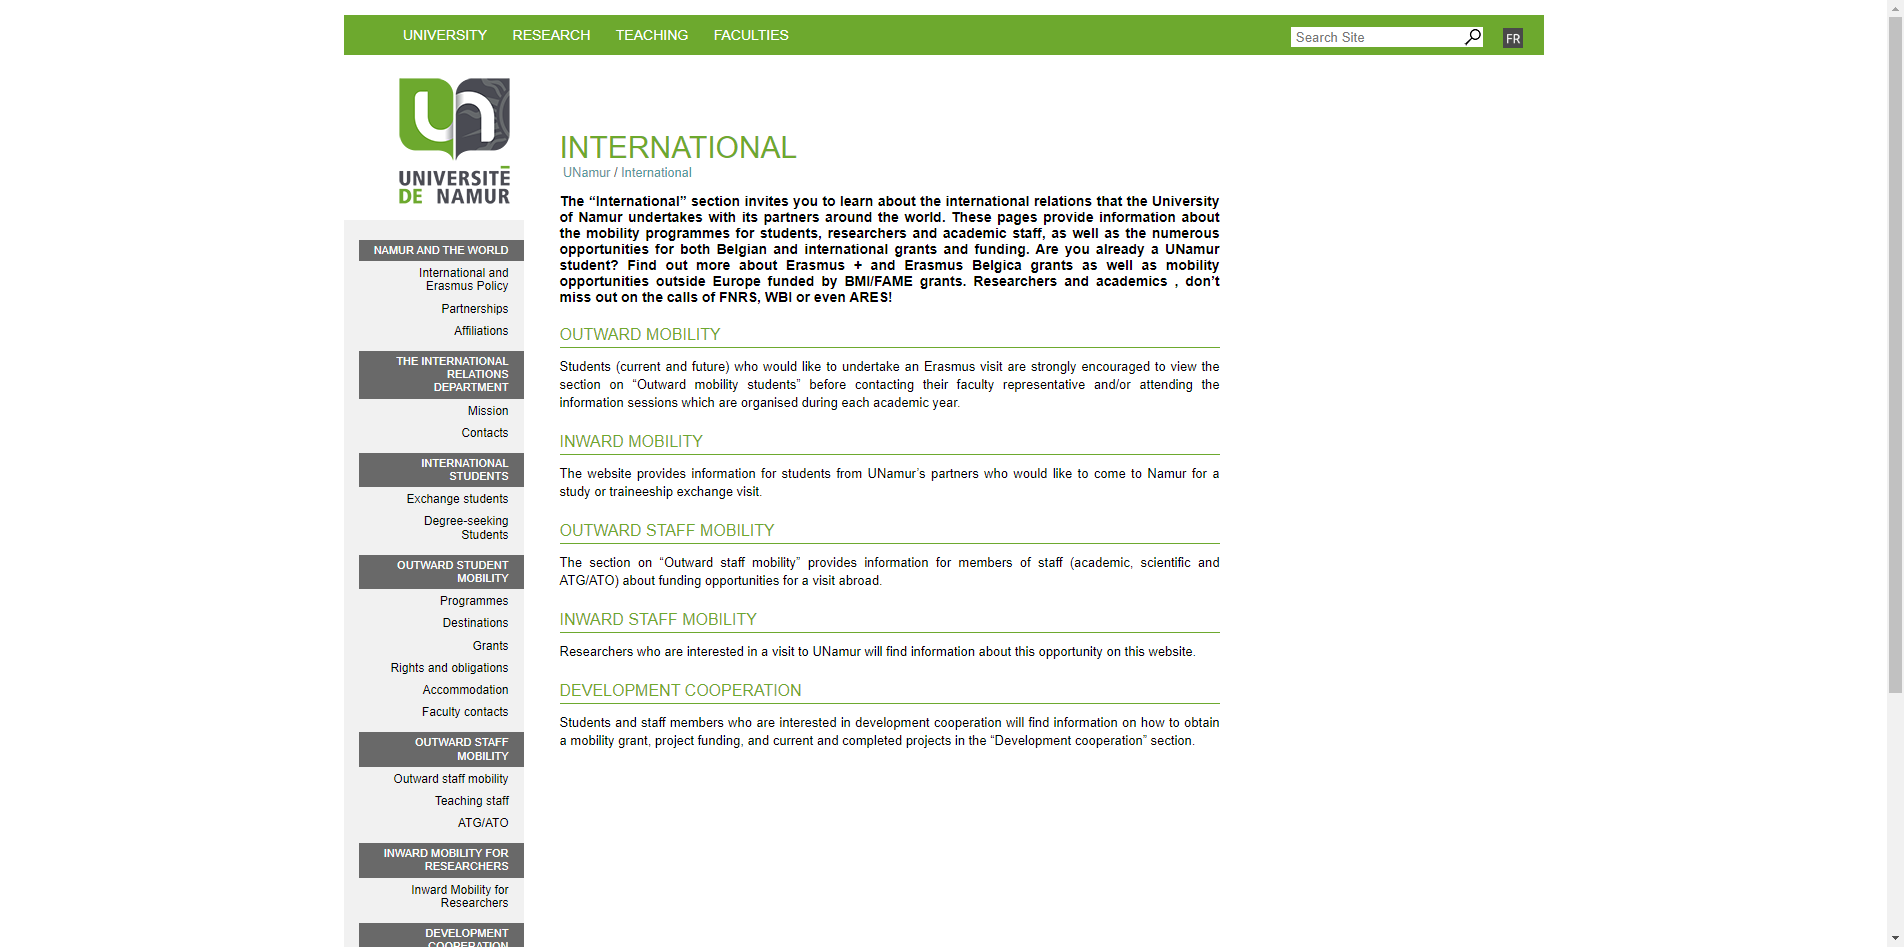 UNIVERSITY RESEARCH TEACHING FACULTIES
Search Site
FR
UNIVERSITĒ
DE NAMUR
NAMUR AND THE WORLD
International and
Erasmus Policy
Partnerships
Affiliations
THE INTERNATIONAL
RELATIONS
DEPARTMENT
Mission
Contacts
INTERNATIONAL
STUDENTS
Exchange students
Degree-seeking
Students
OUTWARD STUDENT
MOBILITY
Programmes
Destinations
Grants
Rights and obligations
Accommodation
Faculty contacts
OUTWARD STAFF
MOBILITY
Outward staff mobility
Teaching staff
ATG/ATO
INWARD MOBILITY FOR
RESEARCHERS
Inward Mobility for
Researchers
DEVELOPMENT
COOPERATION
INTERNATIONAL
UNamur / International
The “International” section invites you to learn about the international relations that the University
of Namur undertakes with its partners around the world. These pages provide information about
the mobility programmes for students, researchers and academic staff, as well as the numerous
opportunities for both Belgian and international grants and funding. Are you already a UNamur
student? Find out more about Erasmus + and Erasmus Belgica grants as well as mobility
opportunities outside Europe funded by BMI/FAME grants. Researchers and academics , don’t
miss out on the calls of FNRS, WBI or even ARES!
OUTWARD MOBILITY
Students (current and future) who would like to undertake an Erasmus visit are strongly encouraged to view the
section on “Outward mobility students” before contacting their faculty representative and/or attending the
information sessions which are organised during each academic year.
INWARD MOBILITY
The website provides information for students from UNamur’s partners who would like to come to Namur for a
study or traineeship exchange visit.
OUTWARD STAFF MOBILITY
The section on “Outward staff mobility” provides information for members of staff (academic, scientific and
ATG/ATO) about funding opportunities for a visit abroad.
INWARD STAFF MOBILITY
Researchers who are interested in a visit to UNamur will find information about this opportunity on this website.
DEVELOPMENT COOPERATION
Students and staff members who are interested in development cooperation will find information on how to obtain
a mobility grant, project funding, and current and completed projects in the “Development cooperation” section.